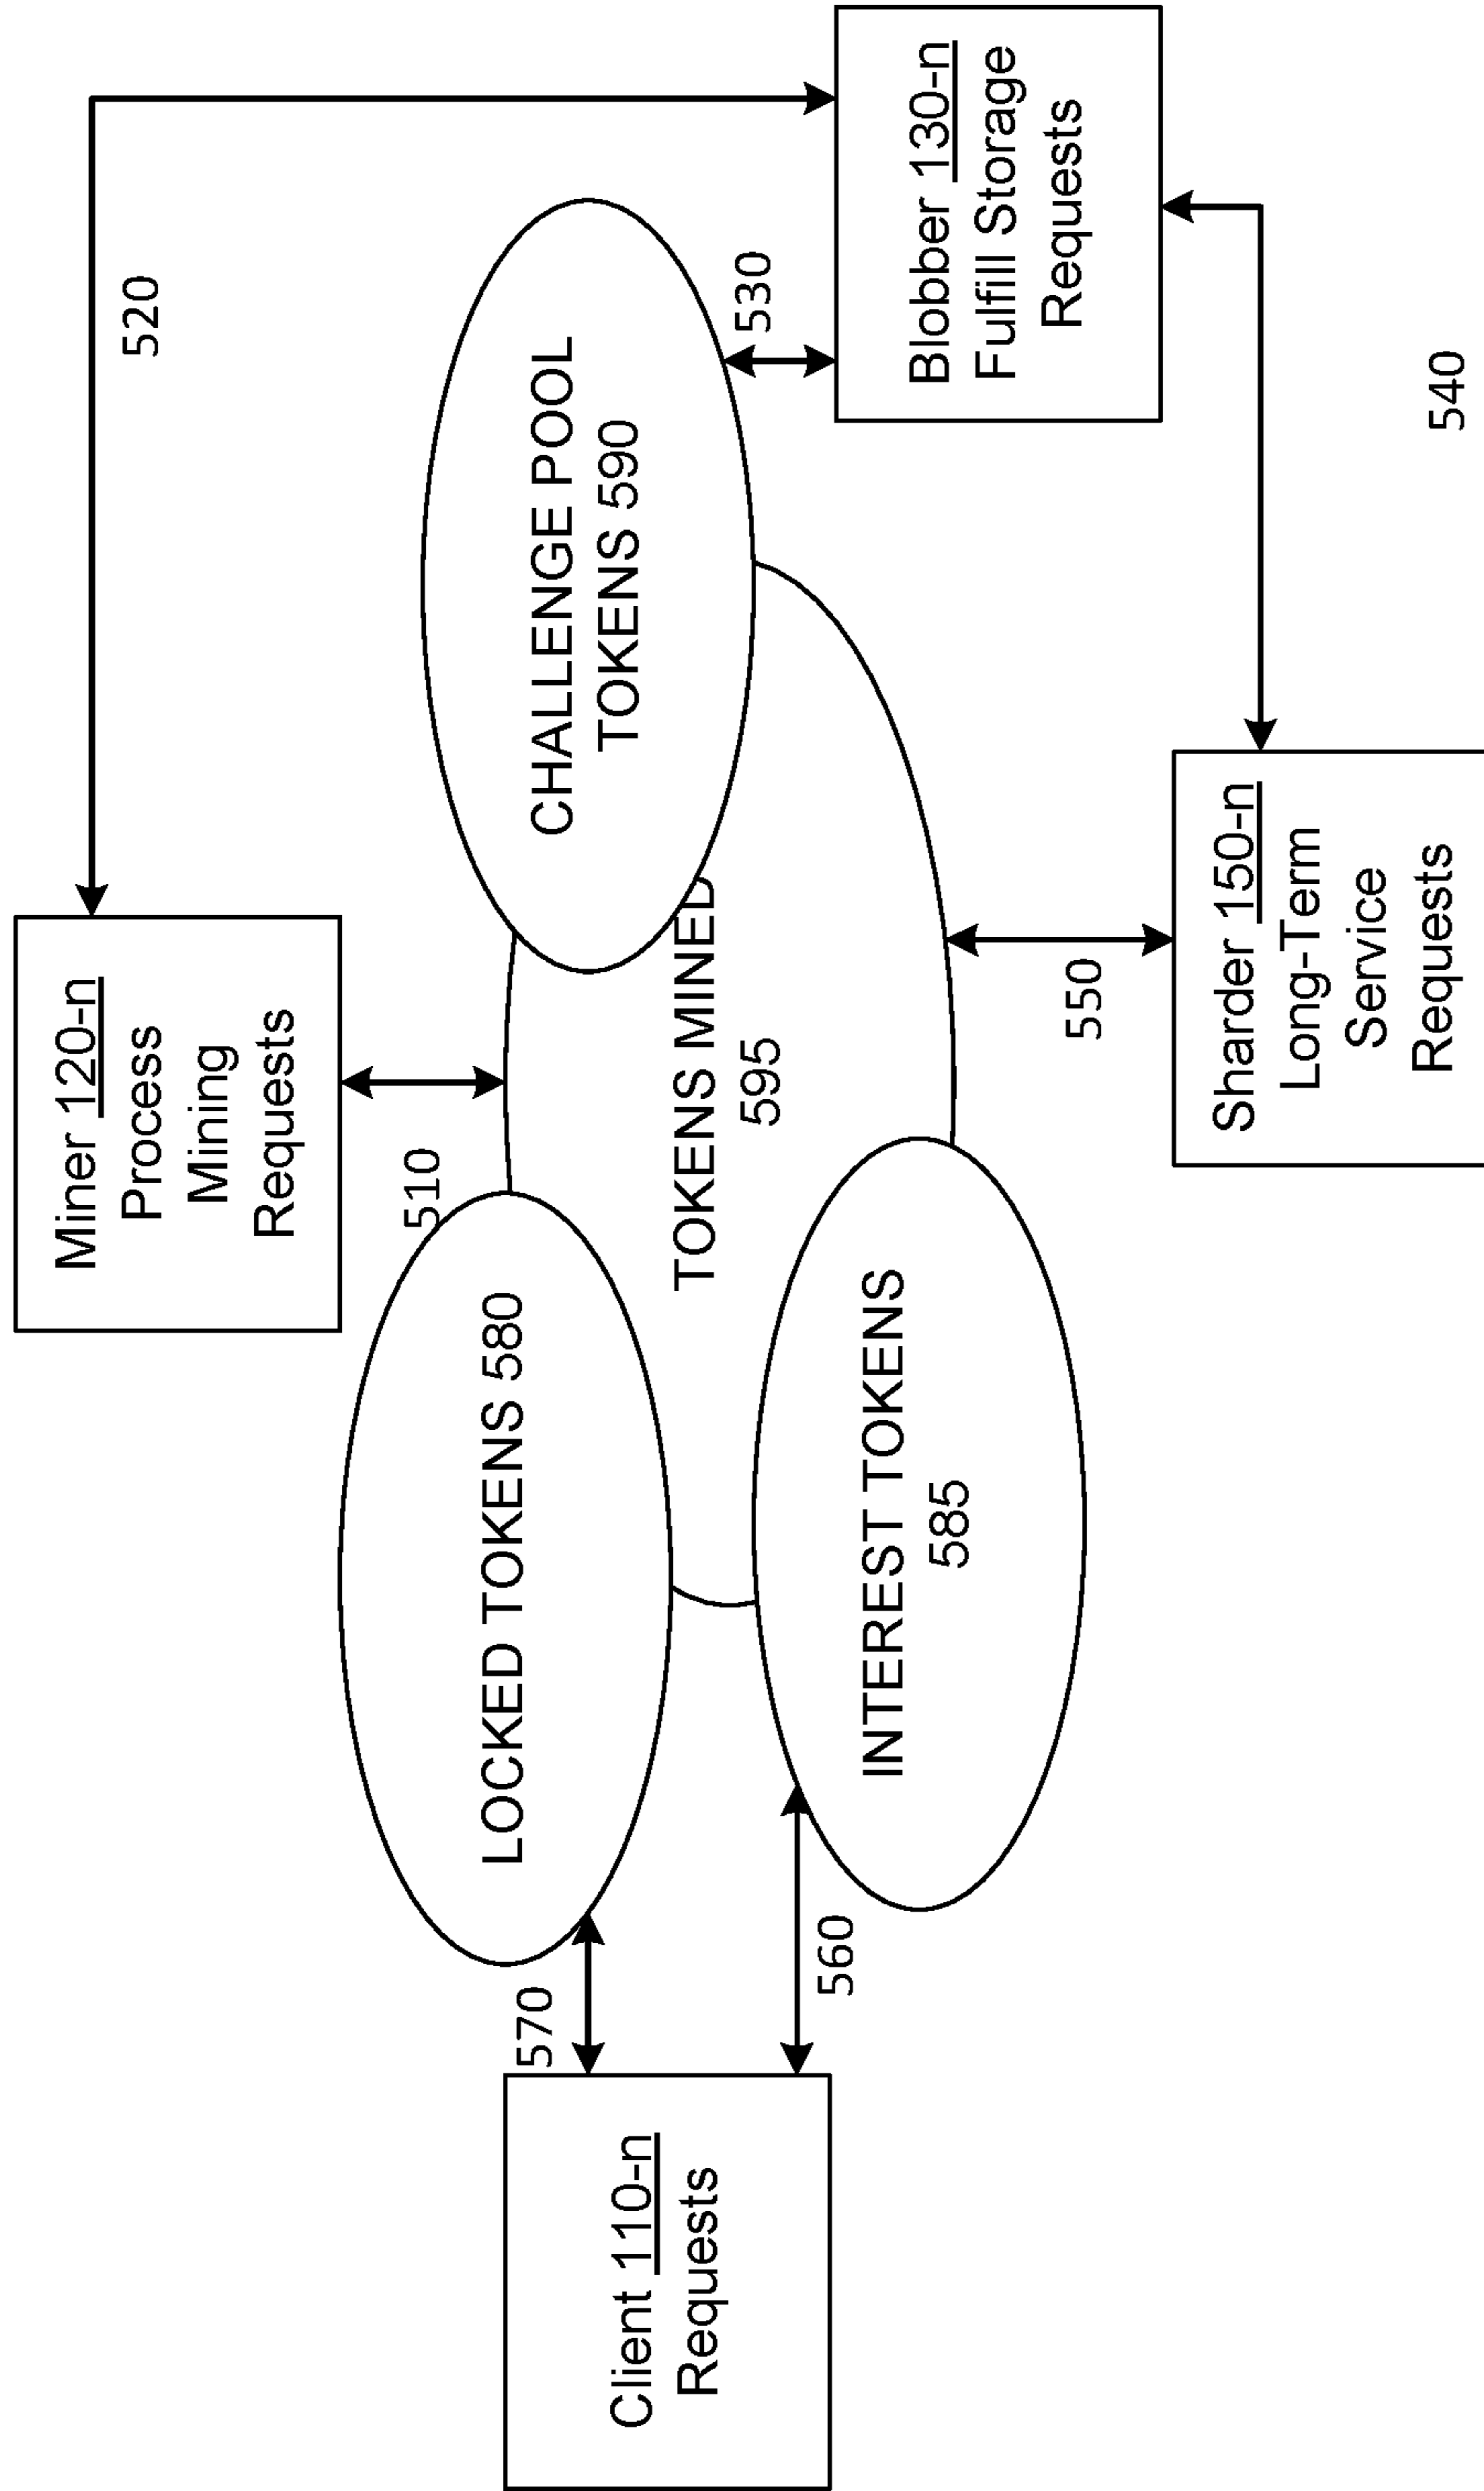 Miner 120-n
Process
Mining
Requests
520
510
LOCKED TOKENS 580
CHALLENGE POOL
TOKENS 590
530
Blobber 130-n
Fulfill Storage
Requests
570
Client 110-n
Requests
560
TOKENS MINED
595
INTEREST TOKENS
585
550
Sharder 150-n
Long-Term
Service
Requests
540